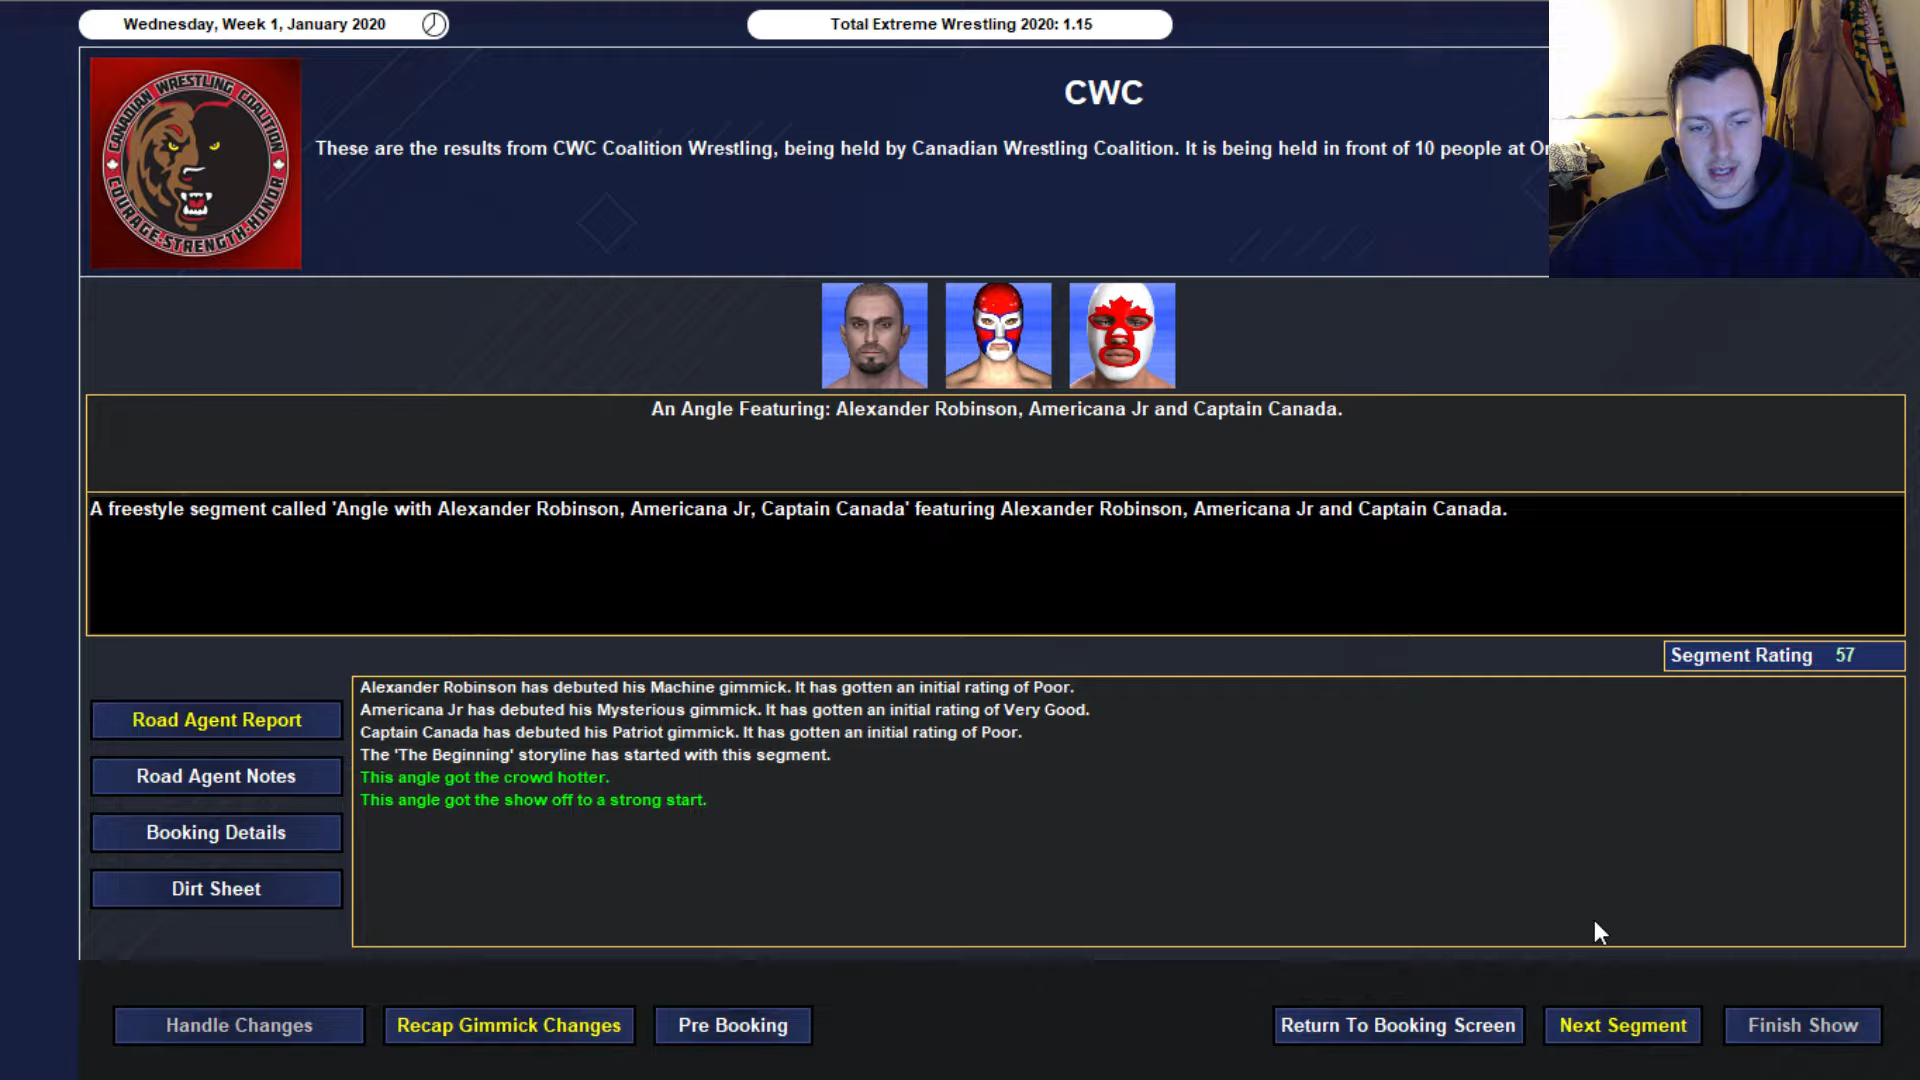 Wednesday, Week 1, January 2020
Total Extreme Wrestling 2020: 1.15
CANADIAN WRESTLING COALITION
COURAGE·STRENGTH·HONOR
CWC
These are the results from CWC Coalition Wrestling, being held by Canadian Wrestling Coalition. It is being held in front of 10 people at
An Angle Featuring: Alexander Robinson, Americana Jr and Captain Canada.
A freestyle segment called 'Angle with Alexander Robinson, Americana Jr, Captain Canada' featuring Alexander Robinson, Americana Jr and Captain Canada.
Segment Rating 57
Road Agent Report
Road Agent Notes
Booking Details
Dirt Sheet
Alexander Robinson has debuted his Machine gimmick. It has gotten an initial rating of Poor.
Americana Jr has debuted his Mysterious gimmick. It has gotten an initial rating of Very Good.
Captain Canada has debuted his Patriot gimmick. It has gotten an initial rating of Poor.
The 'The Beginning' storyline has started with this segment.
This angle got the crowd hotter.
This angle got the show off to a strong start.
Handle Changes
Recap Gimmick Changes
Pre Booking
Return To Booking Screen
Next Segment
Finish Show